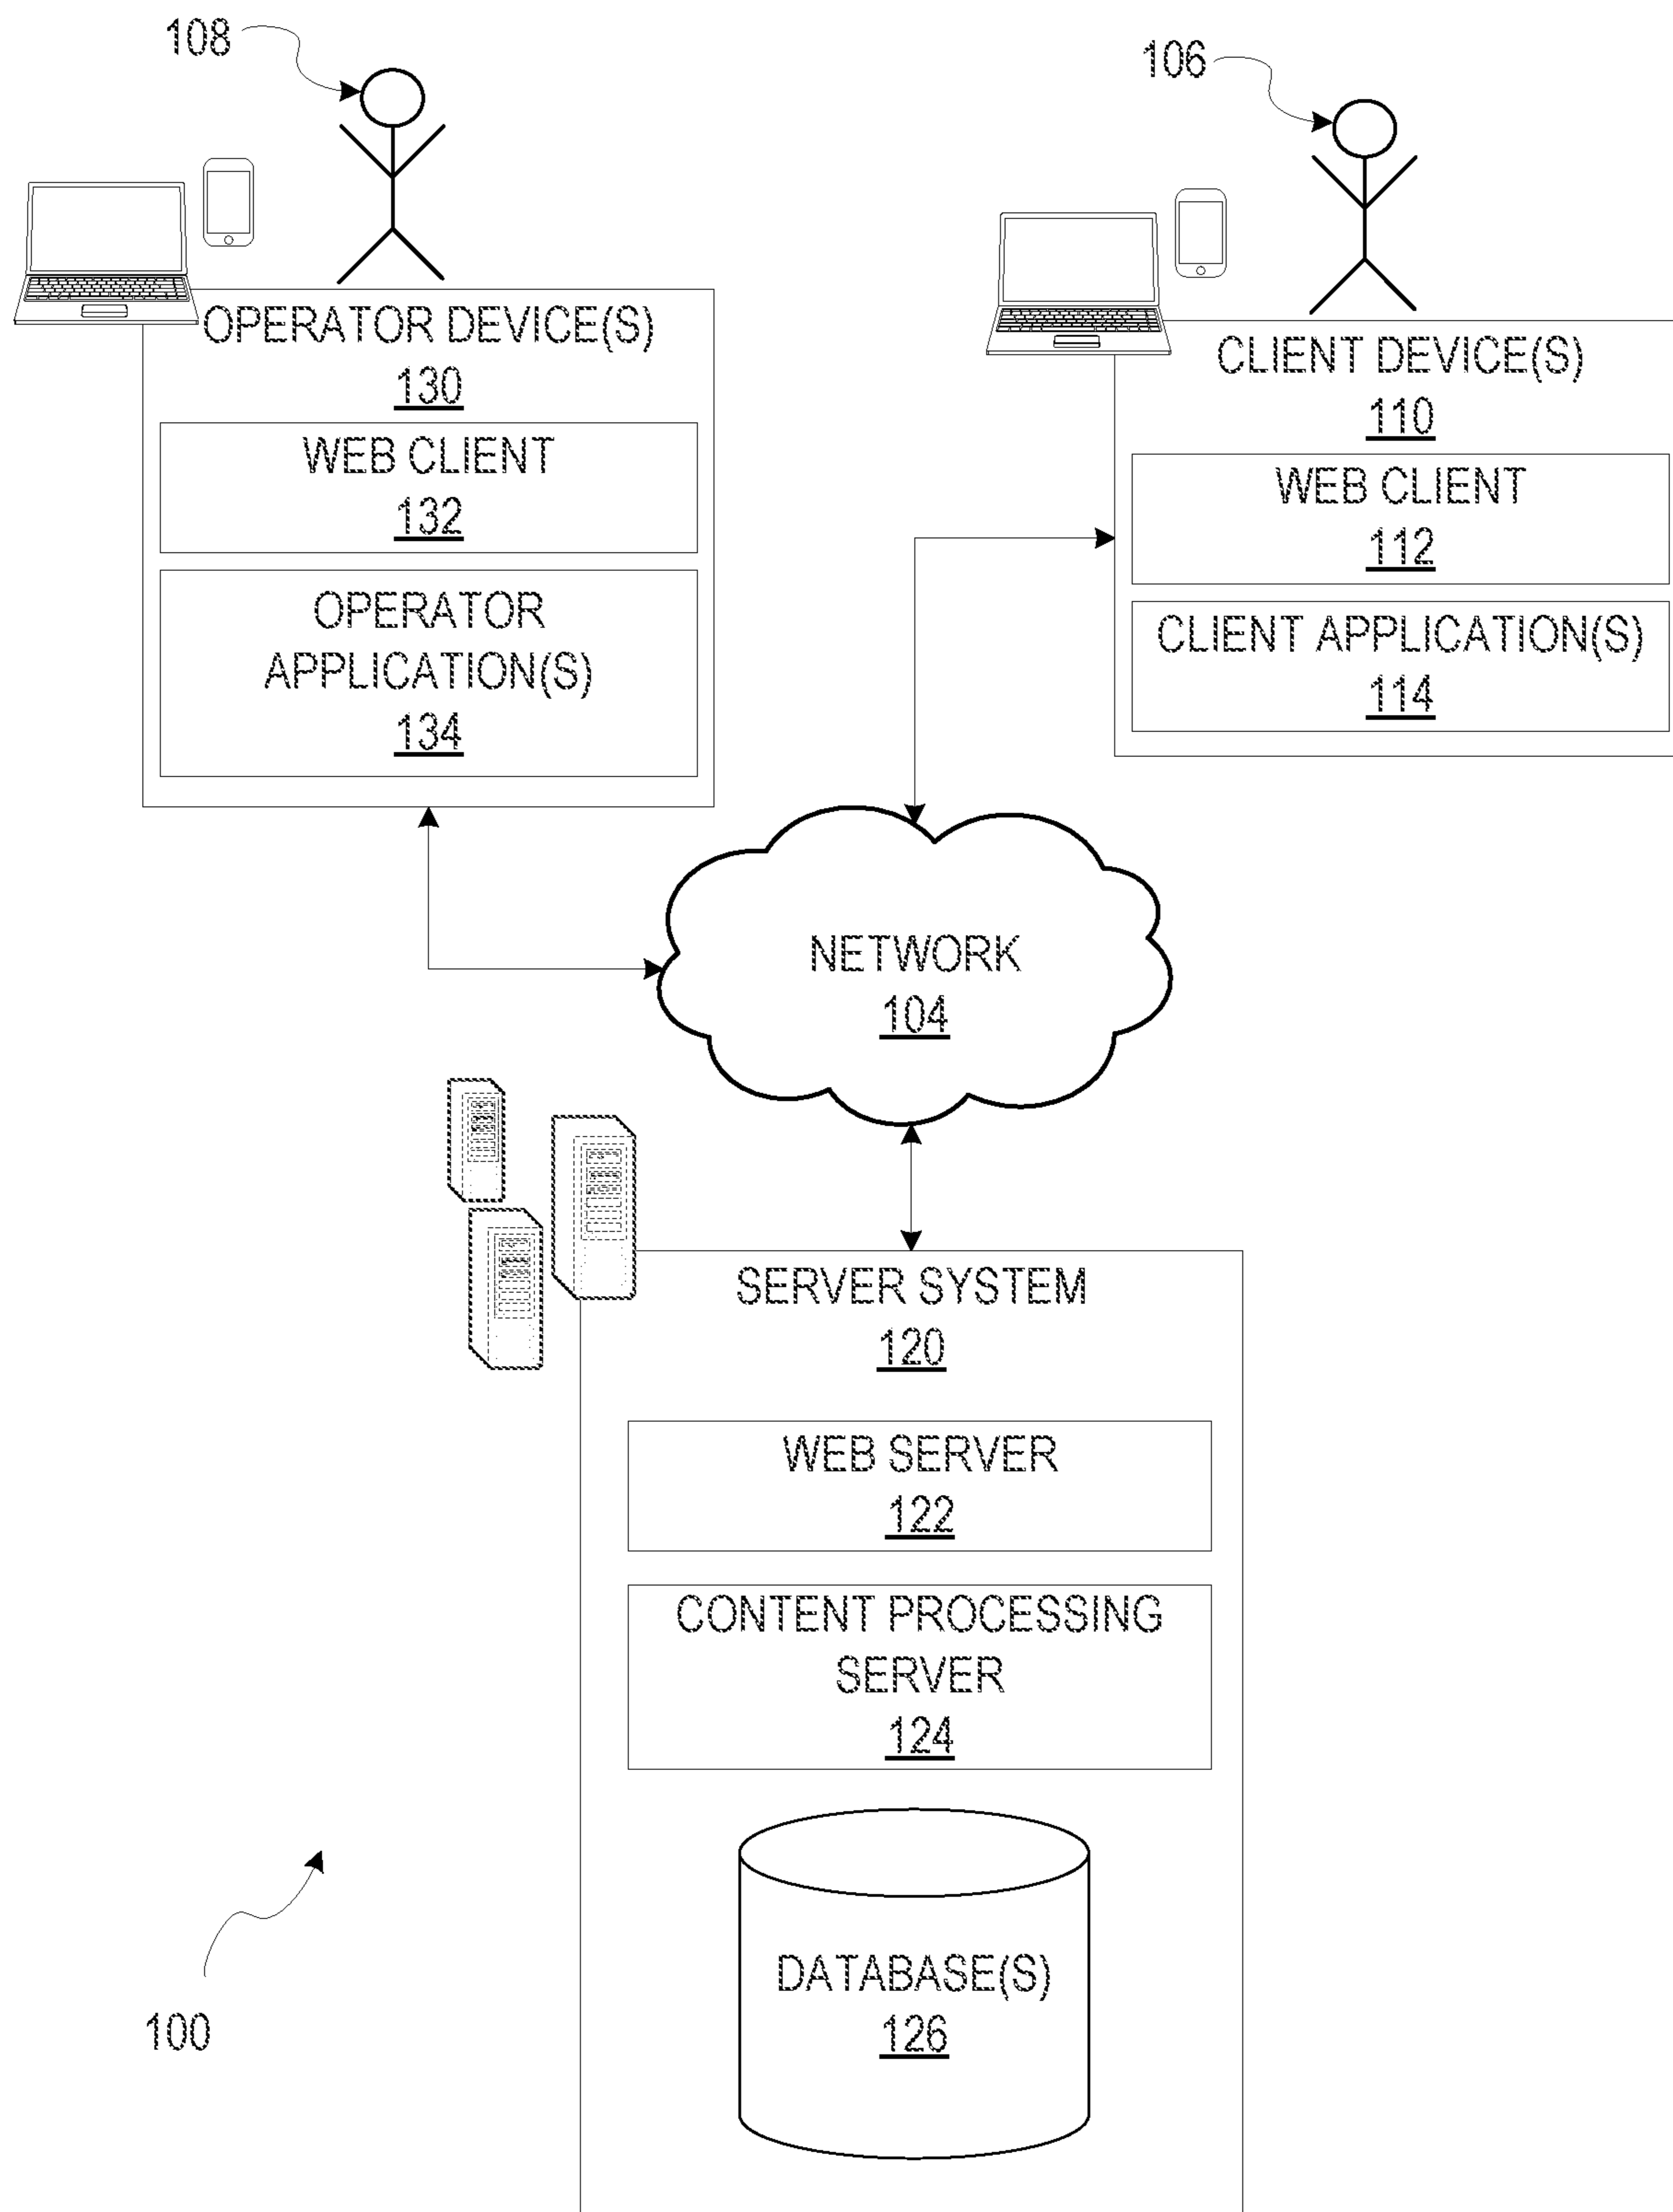 108
OPERATOR DEVICE(S)
130
WEB CLIENT
132
OPERATOR
APPLICATION(S)
134
106
CLIENT DEVICE(S)
110
WEB CLIENT
112
CLIENT APPLICATION(S)
114
NETWORK
104
SERVER SYSTEM
120
WEB SERVER
122
CONTENT PROCESSING
SERVER
124
DATABASE(S)
126
100